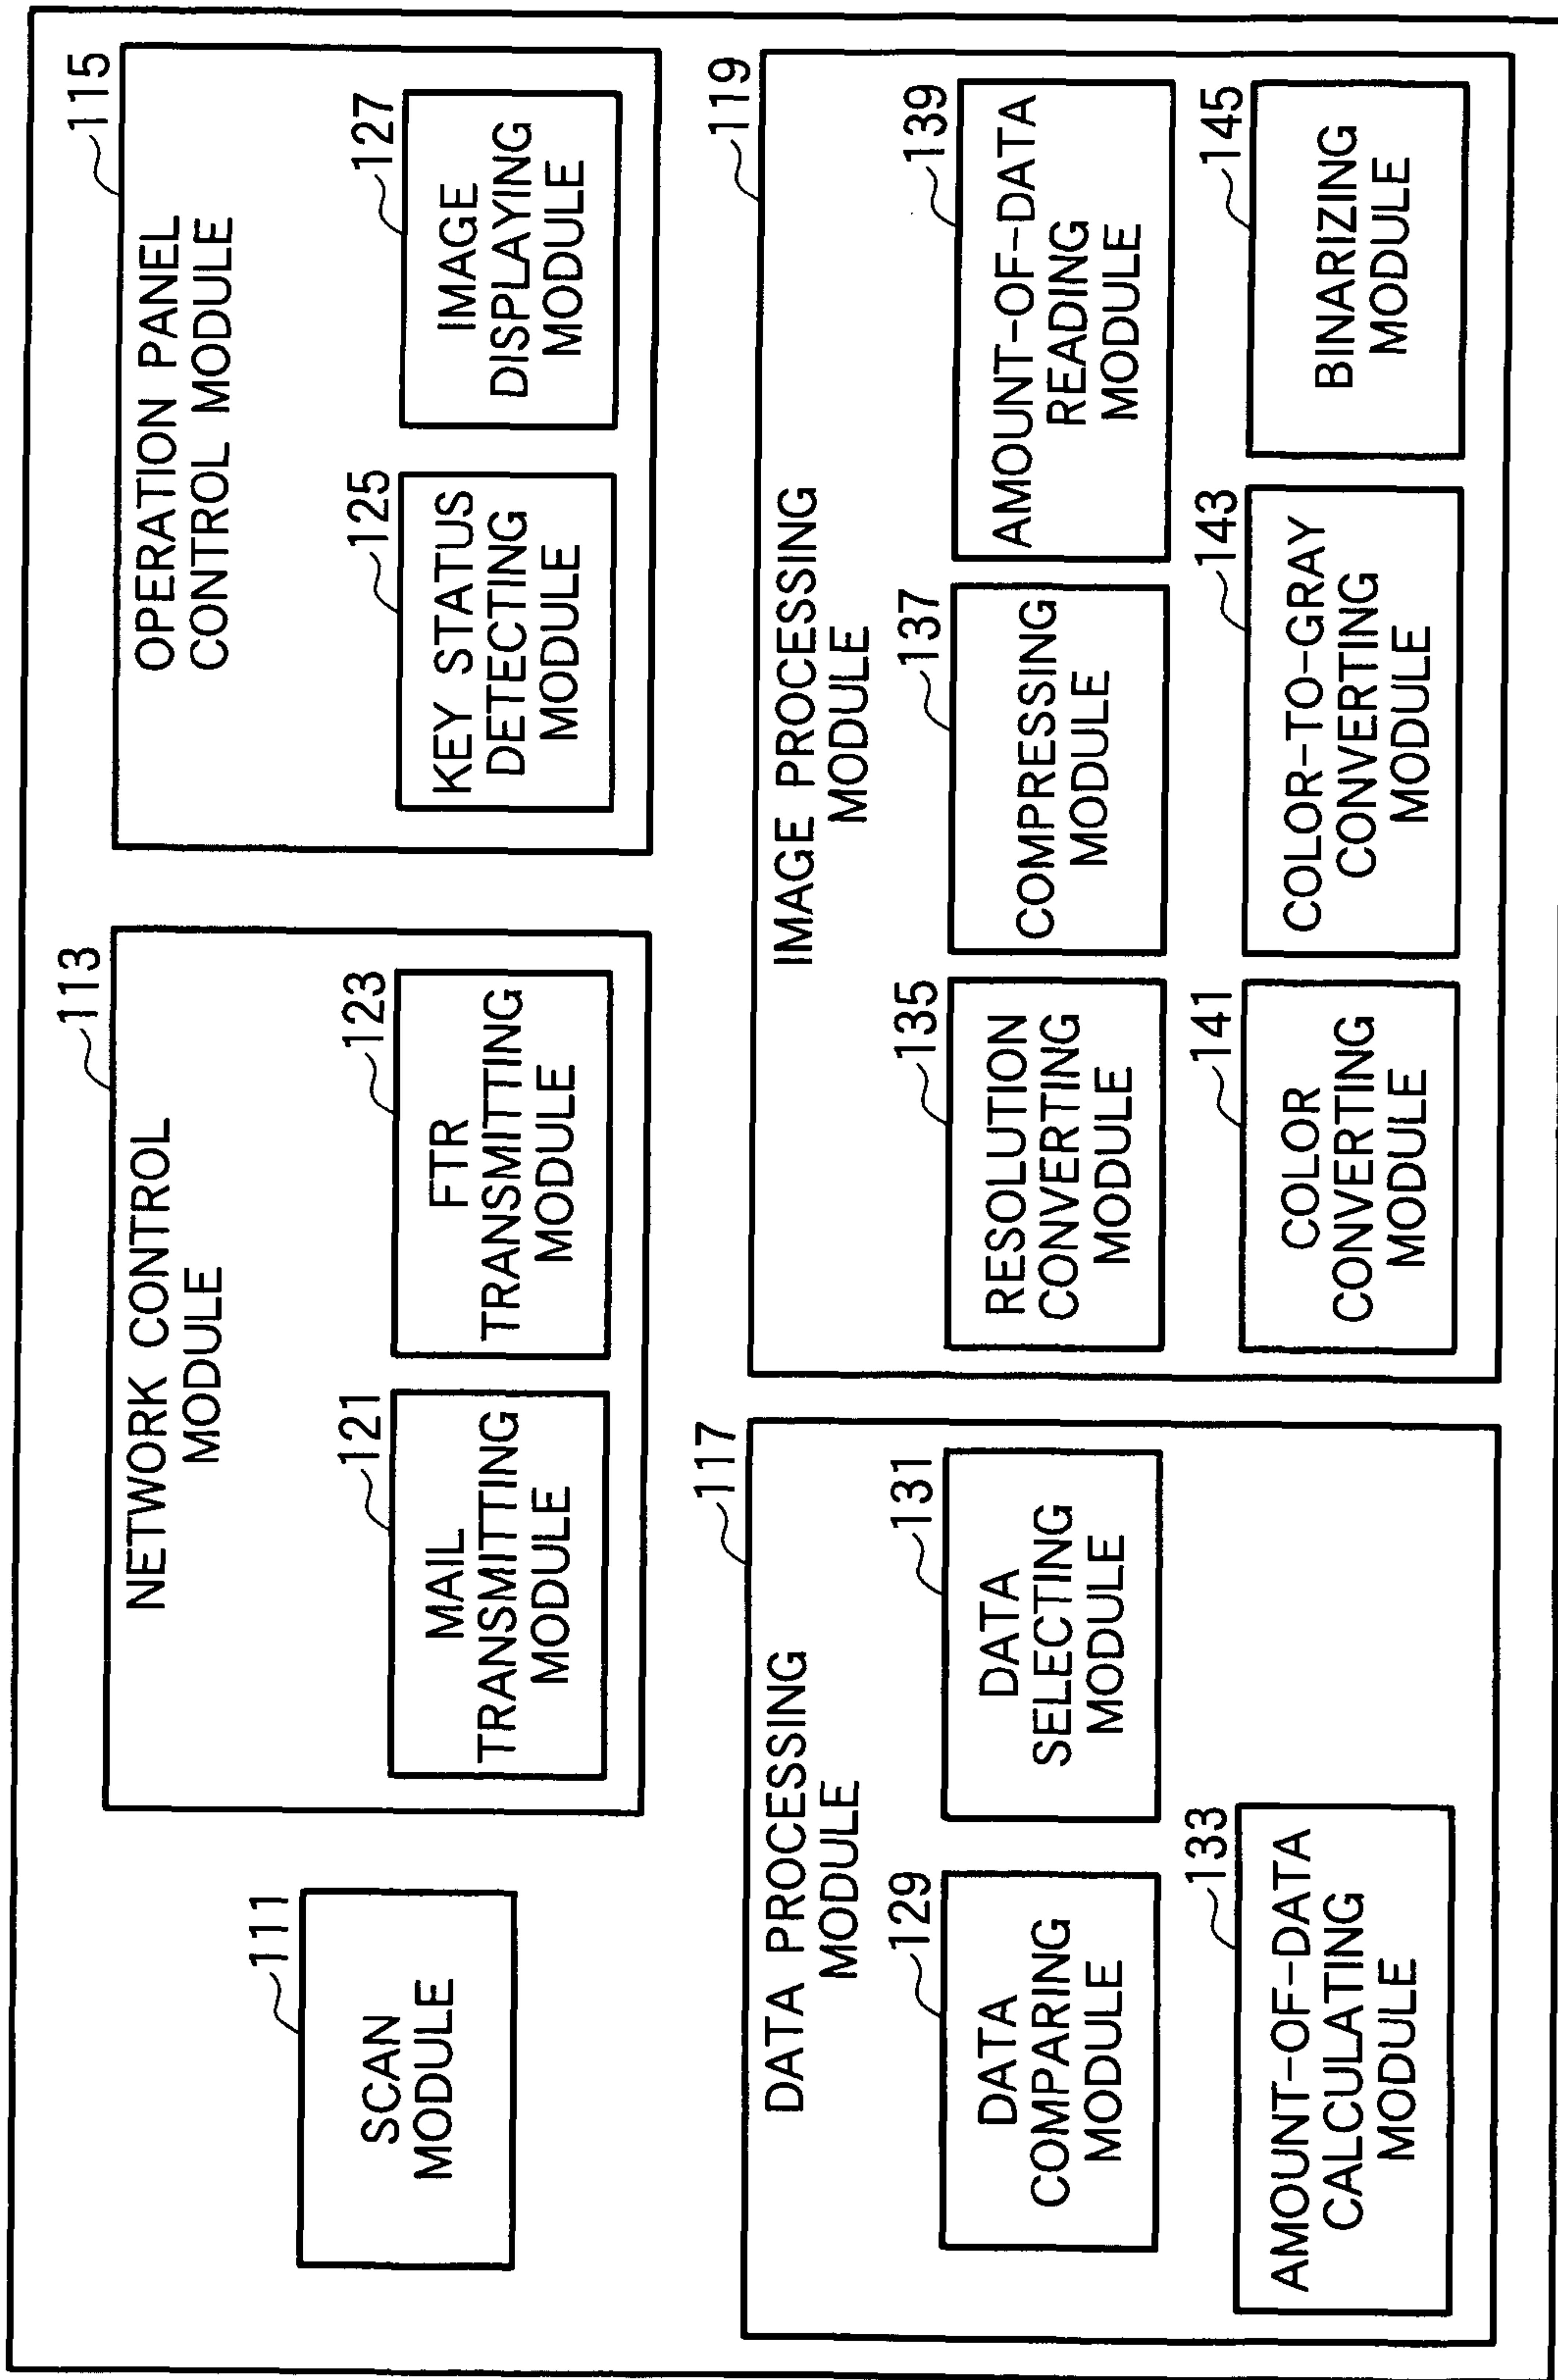 111
SCAN
MODULE
113
NETWORK CONTROL
MODULE
121
MAIL
TRANSMITTING
MODULE
123
FTR
TRANSMITTING
MODULE
115
OPERATION PANEL
CONTROL MODULE
125
KEY STATUS
DETECTING
MODULE
127
IMAGE
DISPLAYING
MODULE
117
DATA PROCESSING
MODULE
129
DATA
COMPARING
MODULE
131
DATA
SELECTING
MODULE
133
AMOUNT-OF-DATA
CALCULATING
MODULE
119
IMAGE PROCESSING
MODULE
135
RESOLUTION
CONVERTING
MODULE
137
COMPRESSING
MODULE
139
AMOUNT-OF-DATA
READING
MODULE
141
COLOR
CONVERTING
MODULE
143
COLOR-TO-GRAY
CONVERTING
MODULE
145
BINARIZING
MODULE